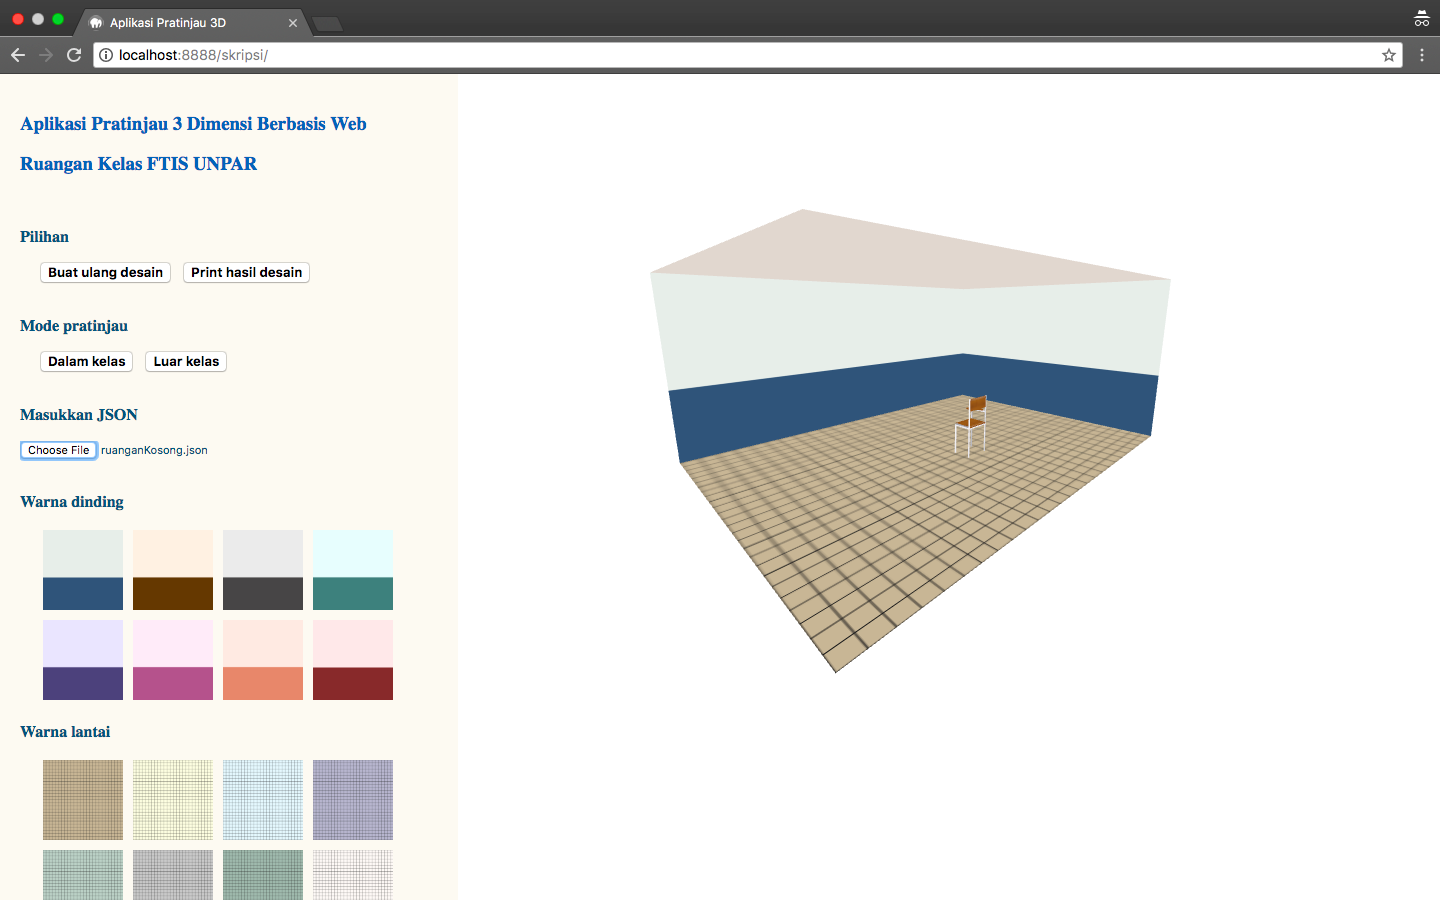 Aplikasi Pratinjau 3D
localhost:8888/skripsi/
Aplikasi Pratinjau 3 Dimensi Berbasis Web
Ruangan Kelas FTIS UNPAR
Pilihan
Buat ulang desain Print hasil desain
Mode pratinjau
Dalam kelas Luar kelas
Masukkan JSON
Choose File ruanganKosong.json
Warna dinding
Warna lantai